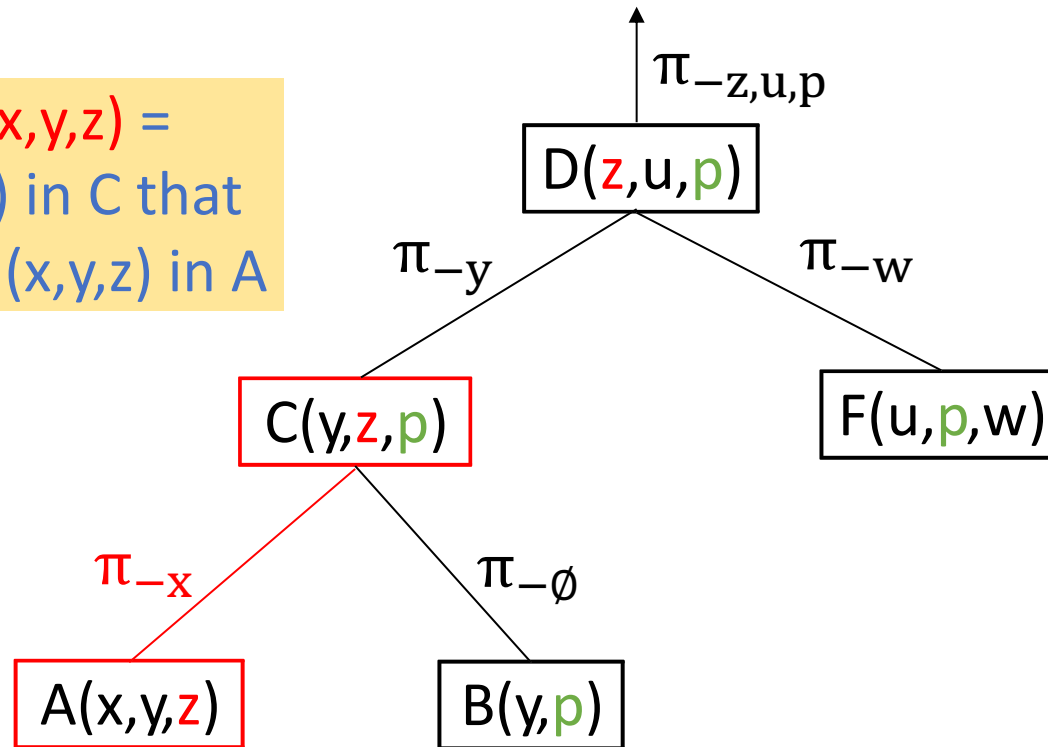 π−z,u,p
x,y,z) =
) in C that
(x,y,z) in A
D(z,u,p)
π−y
π−w
C(y,z,p)
F(u,p,w)
π−x
π−∅
A(x,y,z)
B(y,p)